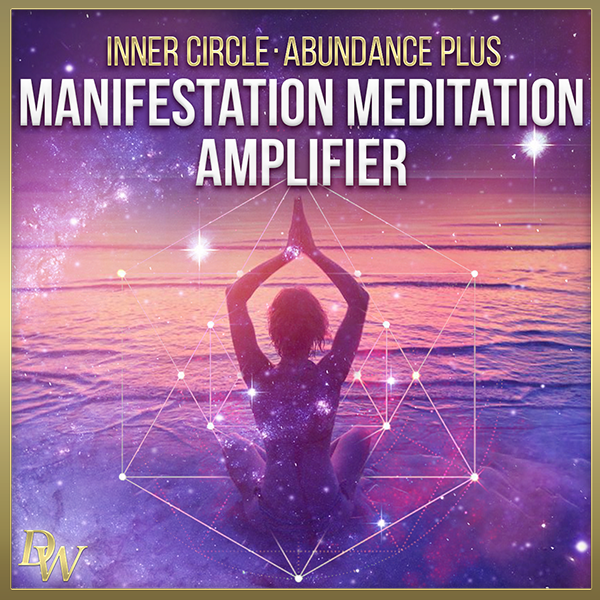 INNER CIRCLE · ABUNDANCE PLUS
MANIFESTATION MEDITATION
AMPLIFIER
DW